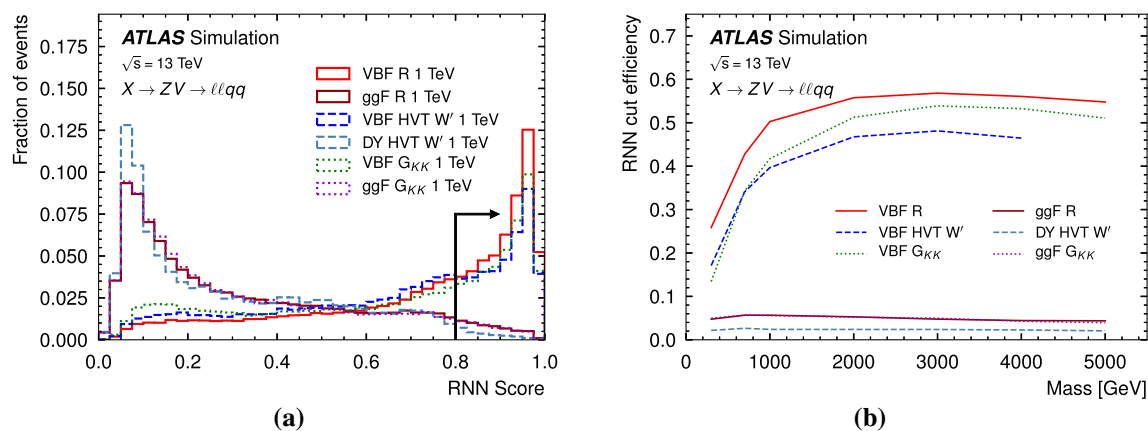 0.175
0.150
0.125
0.100
0.075
0.050
0.025
0.000
Fraction of events
ATLAS Simulation
√s = 13 TeV
X → ZV → ℓℓqq
VBF R 1 TeV
ggF R 1 TeV
VBF HVT W′ 1 TeV
DY HVT W′ 1 TeV
VBF G_KK 1 TeV
ggF G_KK 1 TeV
0.0 0.2 0.4 0.6 0.8 1.0
RNN Score
(a)
0.7
0.6
0.5
0.4
0.3
0.2
0.1
0.0
RNN cut efficiency
ATLAS Simulation
√s = 13 TeV
X → ZV → ℓℓqq
VBF R
VBF HVT W′
VBF G_KK
ggF R
DY HVT W′
ggF G_KK
1000 2000 3000 4000 5000
Mass [GeV]
(b)